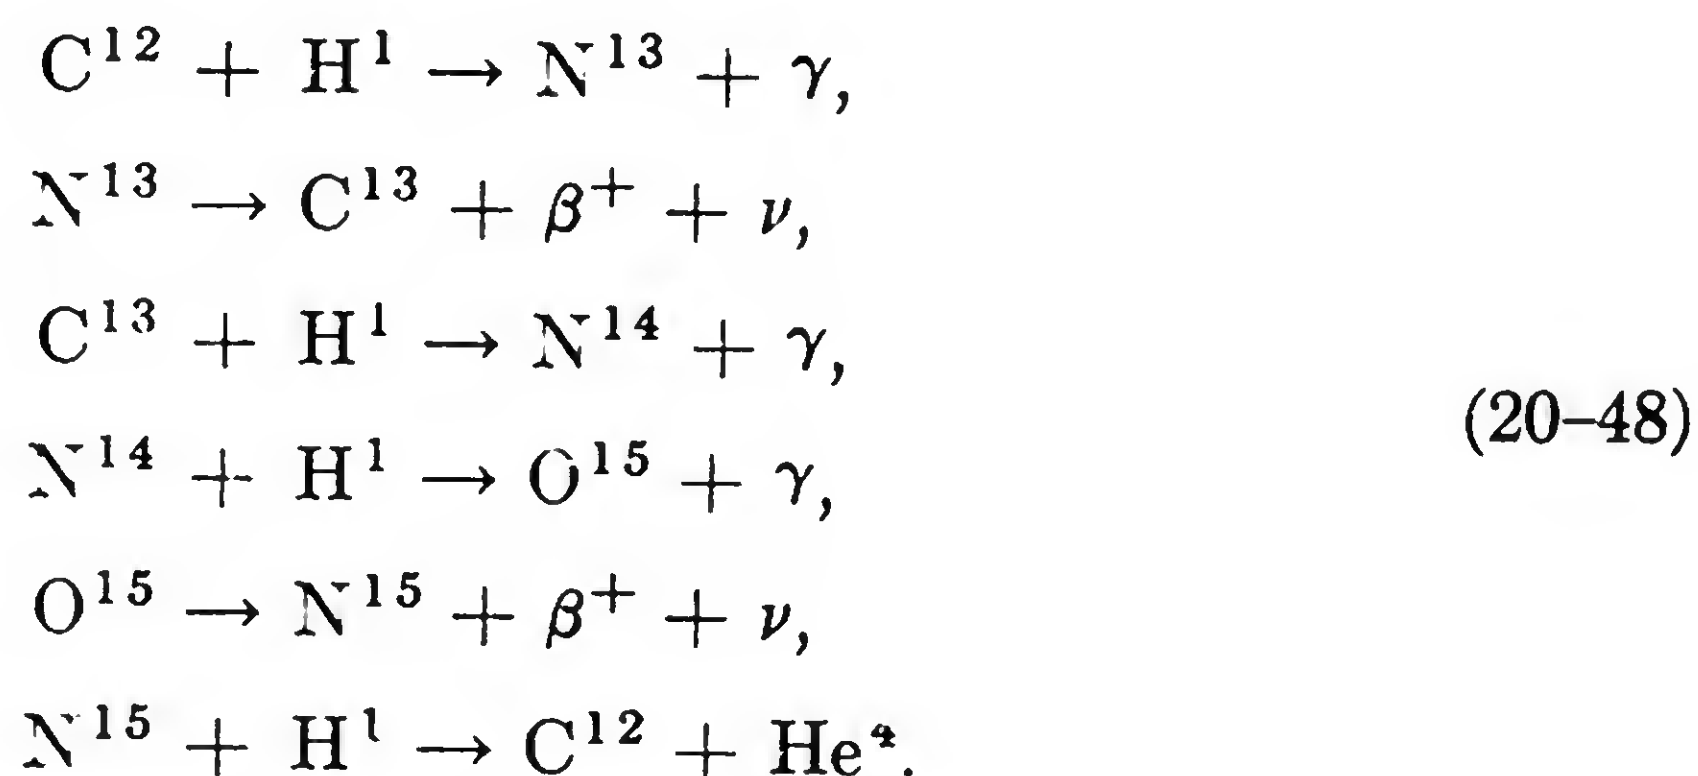 C¹² + H¹ → N¹³ + γ,
N¹³ → C¹³ + β⁺ + ν,
C¹³ + H¹ → N¹⁴ + γ,
(20–48)
N¹⁴ + H¹ → O¹⁵ + γ,
O¹⁵ → N¹⁵ + β⁺ + ν,
N¹⁵ + H¹ → C¹² + He⁴.